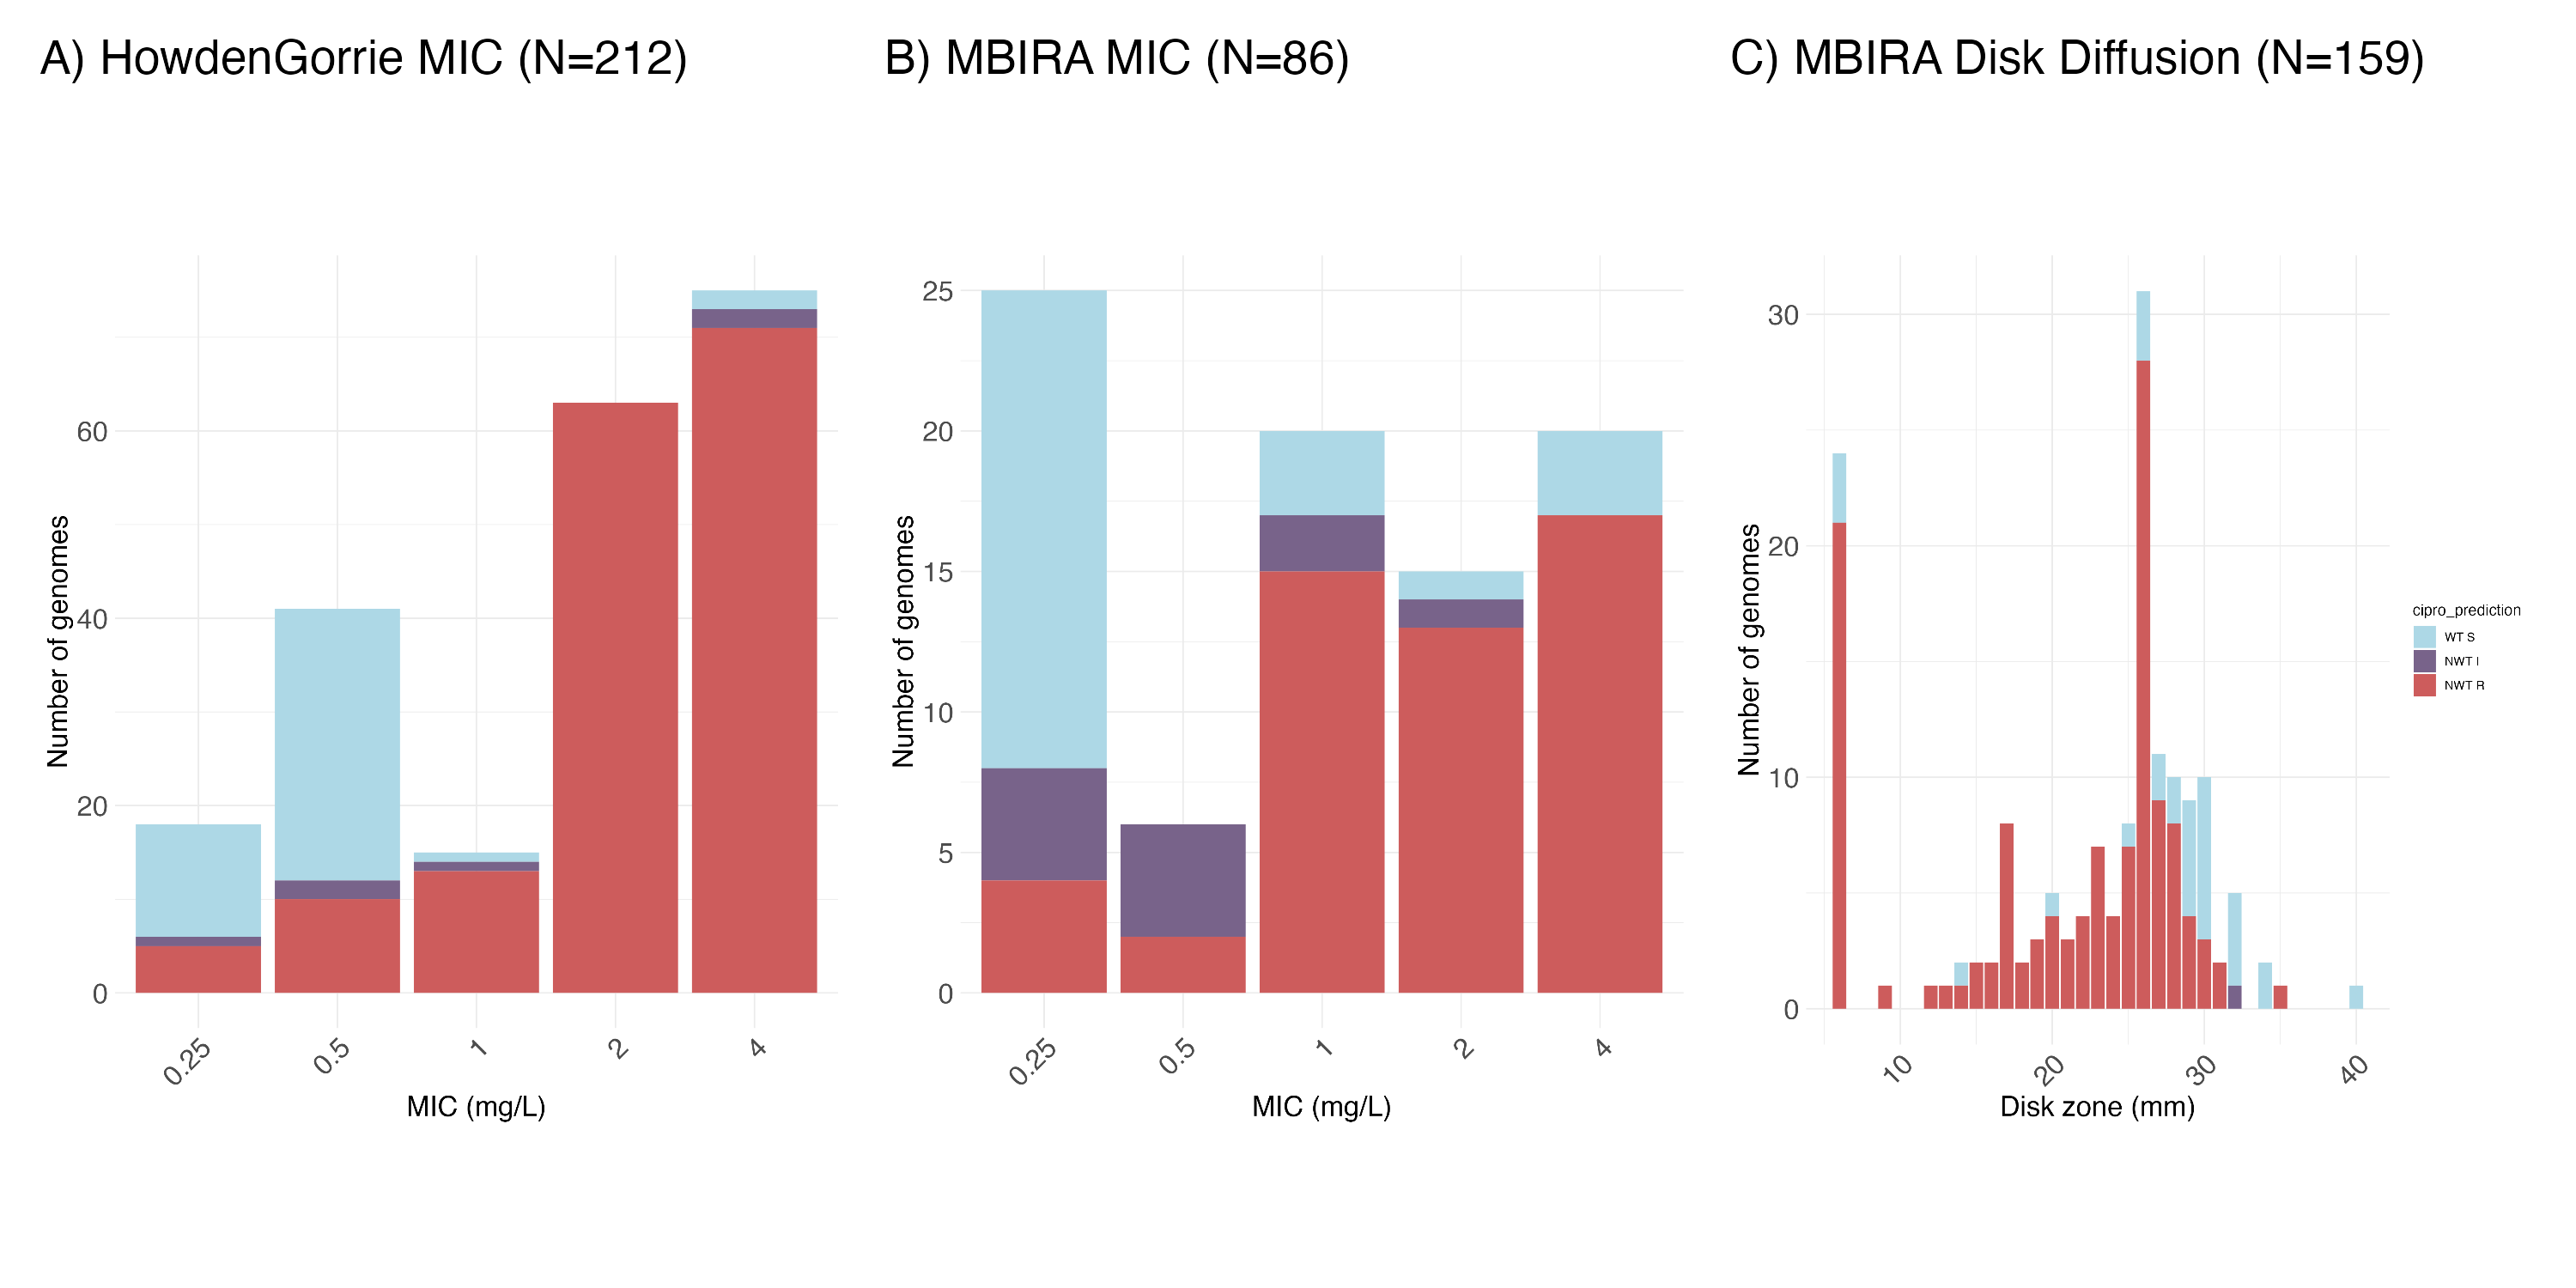 A) HowdenGorrie MIC (N=212)
Number of genomes
60
40
20
0
0.25
0.5
1
2
4
MIC (mg/L)
B) MBIRA MIC (N=86)
Number of genomes
25
20
15
10
5
0
0.25
0.5
1
2
4
MIC (mg/L)
C) MBIRA Disk Diffusion (N=159)
Number of genomes
30
20
10
0
10
20
30
40
Disk zone (mm)
cipro_prediction
WT S
NWT I
NWT R